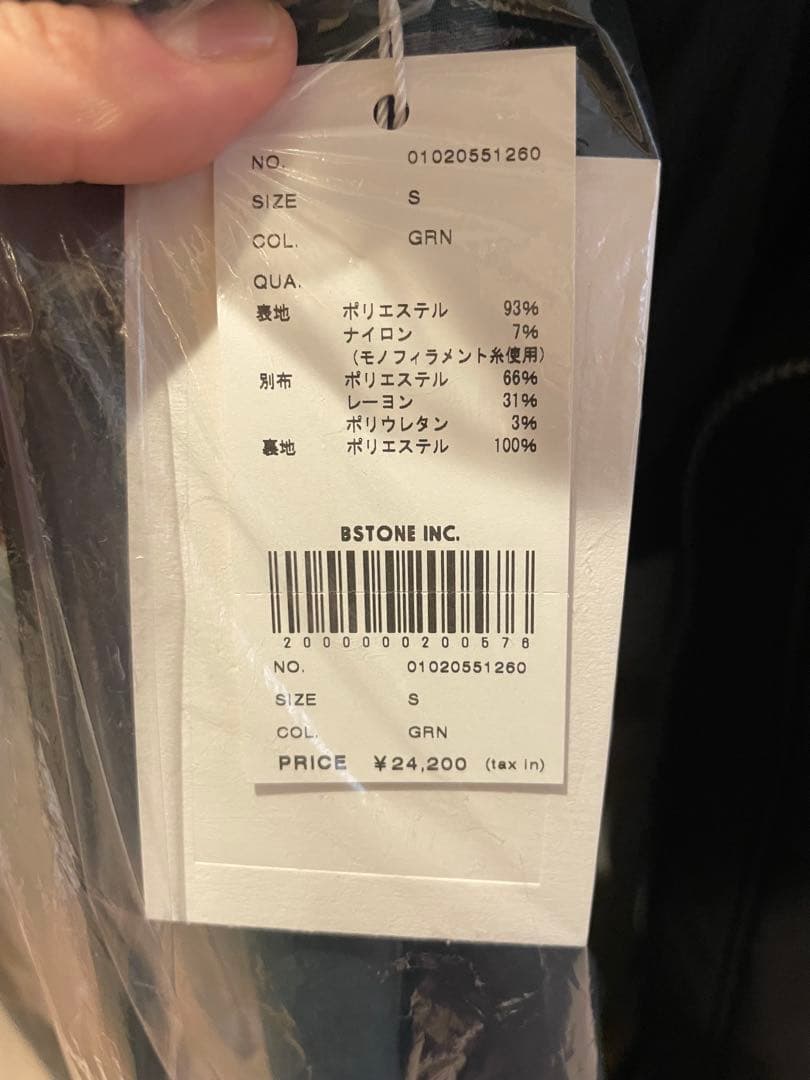 NO. 01020551260
SIZE S
COL. GRN
QUA.
表地 ポリエステル 93%
ナイロン 7%
(モノフィラメント糸使用)
別布 ポリエステル 66%
レーヨン 31%
ポリウレタン 3%
裏地 ポリエステル 100%
BSTONE INC.
2000000200576
NO. 01020551260
SIZE S
COL. GRN
PRICE ¥24,200 (tax in)